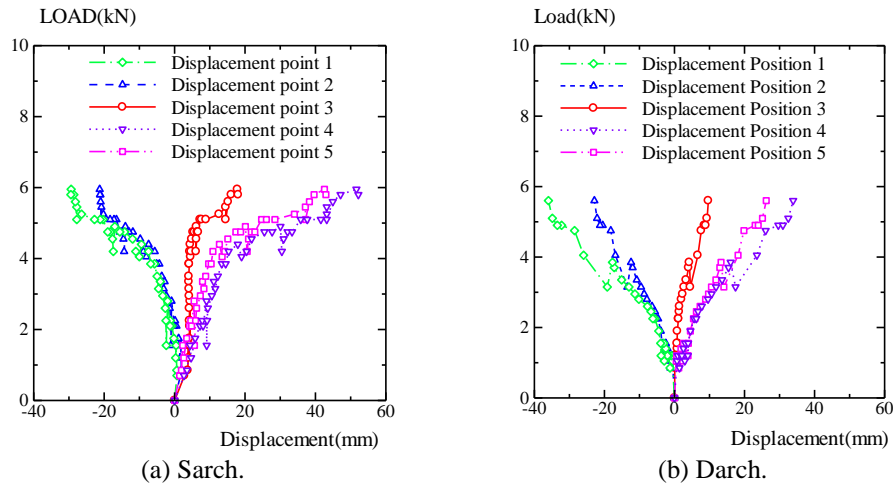 LOAD(kN)
10
8
6
4
2
0
Displacement point 1
Displacement point 2
Displacement point 3
Displacement point 4
Displacement point 5
-40 -20 0 20 40 60
Displacement(mm)
(a) Sarch.
Load(kN)
10
8
6
4
2
0
Displacement Position 1
Displacement Position 2
Displacement Position 3
Displacement Position 4
Displacement Position 5
-40 -20 0 20 40 60
Displacement(mm)
(b) Darch.